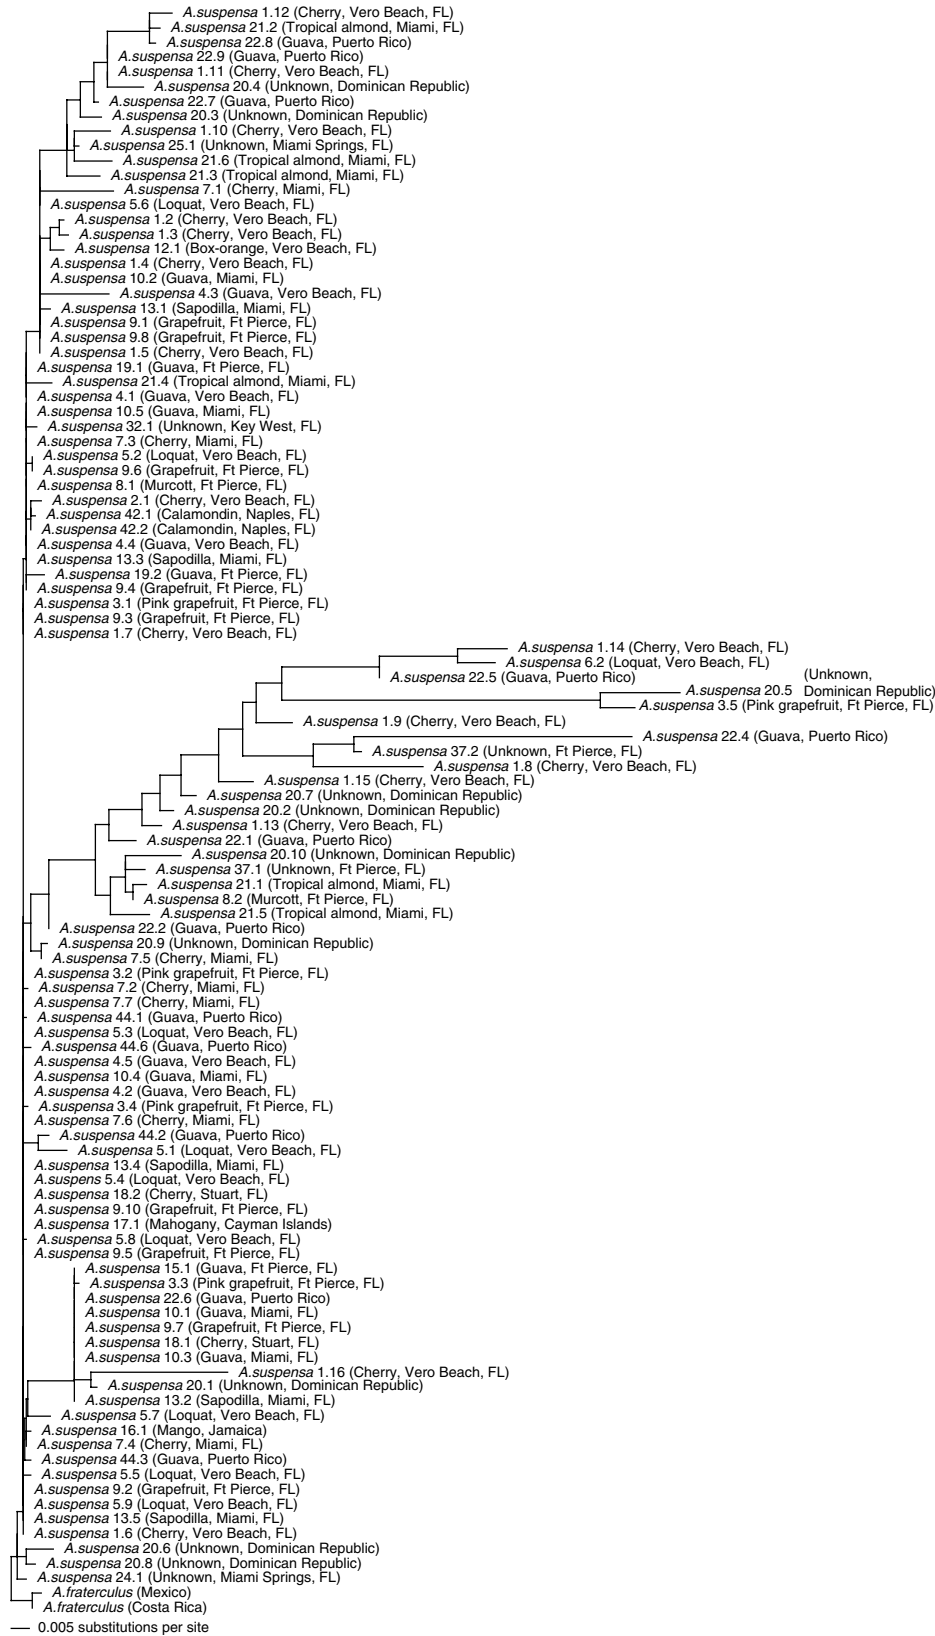 A.suspensa 1.12 (Cherry, Vero Beach, FL)
A.suspensa 21.2 (Tropical almond, Miami, FL)
A.suspensa 22.8 (Guava, Puerto Rico)
A.suspensa 22.9 (Guava, Puerto Rico)
A.suspensa 1.11 (Cherry, Vero Beach, FL)
A.suspensa 20.4 (Unknown, Dominican Republic)
A.suspensa 22.7 (Guava, Puerto Rico)
A.suspensa 20.3 (Unknown, Dominican Republic)
A.suspensa 1.10 (Cherry, Vero Beach, FL)
A.suspensa 25.1 (Unknown, Miami Springs, FL)
A.suspensa 21.6 (Tropical almond, Miami, FL)
A.suspensa 21.3 (Tropical almond, Miami, FL)
A.suspensa 7.1 (Cherry, Miami, FL)
A.suspensa 5.6 (Loquat, Vero Beach, FL)
A.suspensa 1.2 (Cherry, Vero Beach, FL)
A.suspensa 1.3 (Cherry, Vero Beach, FL)
A.suspensa 12.1 (Box-orange, Vero Beach, FL)
A.suspensa 1.4 (Cherry, Vero Beach, FL)
A.suspensa 10.2 (Guava, Miami, FL)
A.suspensa 4.3 (Guava, Vero Beach, FL)
A.suspensa 13.1 (Sapodilla, Miami, FL)
A.suspensa 9.1 (Grapefruit, Ft Pierce, FL)
A.suspensa 9.8 (Grapefruit, Ft Pierce, FL)
A.suspensa 1.5 (Cherry, Vero Beach, FL)
A.suspensa 19.1 (Guava, Ft Pierce, FL)
A.suspensa 21.4 (Tropical almond, Miami, FL)
A.suspensa 4.1 (Guava, Vero Beach, FL)
A.suspensa 10.5 (Guava, Miami, FL)
A.suspensa 32.1 (Unknown, Key West, FL)
A.suspensa 7.3 (Cherry, Miami, FL)
A.suspensa 5.2 (Loquat, Vero Beach, FL)
A.suspensa 9.6 (Grapefruit, Ft Pierce, FL)
A.suspensa 8.1 (Murcott, Ft Pierce, FL)
A.suspensa 2.1 (Cherry, Vero Beach, FL)
A.suspensa 42.1 (Calamondin, Naples, FL)
A.suspensa 42.2 (Calamondin, Naples, FL)
A.suspensa 4.4 (Guava, Vero Beach, FL)
A.suspensa 13.3 (Sapodilla, Miami, FL)
A.suspensa 19.2 (Guava, Ft Pierce, FL)
A.suspensa 9.4 (Grapefruit, Ft Pierce, FL)
A.suspensa 3.1 (Pink grapefruit, Ft Pierce, FL)
A.suspensa 9.3 (Grapefruit, Ft Pierce, FL)
A.suspensa 1.7 (Cherry, Vero Beach, FL)
A.suspensa 1.14 (Cherry, Vero Beach, FL)
A.suspensa 6.2 (Loquat, Vero Beach, FL)
A.suspensa 22.5 (Guava, Puerto Rico)
A.suspensa 20.5 (Unknown,
Dominican Republic)
A.suspensa 3.5 (Pink grapefruit, Ft Pierce, FL)
A.suspensa 1.9 (Cherry, Vero Beach, FL)
A.suspensa 22.4 (Guava, Puerto Rico)
A.suspensa 37.2 (Unknown, Ft Pierce, FL)
A.suspensa 1.8 (Cherry, Vero Beach, FL)
A.suspensa 1.15 (Cherry, Vero Beach, FL)
A.suspensa 20.7 (Unknown, Dominican Republic)
A.suspensa 20.2 (Unknown, Dominican Republic)
A.suspensa 1.13 (Cherry, Vero Beach, FL)
A.suspensa 22.1 (Guava, Puerto Rico)
A.suspensa 20.10 (Unknown, Dominican Republic)
A.suspensa 37.1 (Unknown, Ft Pierce, FL)
A.suspensa 21.1 (Tropical almond, Miami, FL)
A.suspensa 8.2 (Murcott, Ft Pierce, FL)
A.suspensa 21.5 (Tropical almond, Miami, FL)
A.suspensa 22.2 (Guava, Puerto Rico)
A.suspensa 20.9 (Unknown, Dominican Republic)
A.suspensa 7.5 (Cherry, Miami, FL)
A.suspensa 3.2 (Pink grapefruit, Ft Pierce, FL)
A.suspensa 7.2 (Cherry, Miami, FL)
A.suspensa 7.7 (Cherry, Miami, FL)
A.suspensa 44.1 (Guava, Puerto Rico)
A.suspensa 5.3 (Loquat, Vero Beach, FL)
A.suspensa 44.6 (Guava, Puerto Rico)
A.suspensa 4.5 (Guava, Vero Beach, FL)
A.suspensa 10.4 (Guava, Miami, FL)
A.suspensa 4.2 (Guava, Vero Beach, FL)
A.suspensa 3.4 (Pink grapefruit, Ft Pierce, FL)
A.suspensa 7.6 (Cherry, Miami, FL)
A.suspensa 44.2 (Guava, Puerto Rico)
A.suspensa 5.1 (Loquat, Vero Beach, FL)
A.suspensa 13.4 (Sapodilla, Miami, FL)
A.suspens 5.4 (Loquat, Vero Beach, FL)
A.suspensa 18.2 (Cherry, Stuart, FL)
A.suspensa 9.10 (Grapefruit, Ft Pierce, FL)
A.suspensa 17.1 (Mahogany, Cayman Islands)
A.suspensa 5.8 (Loquat, Vero Beach, FL)
A.suspensa 9.5 (Grapefruit, Ft Pierce, FL)
A.suspensa 15.1 (Guava, Ft Pierce, FL)
A.suspensa 3.3 (Pink grapefruit, Ft Pierce, FL)
A.suspensa 22.6 (Guava, Puerto Rico)
A.suspensa 10.1 (Guava, Miami, FL)
A.suspensa 9.7 (Grapefruit, Ft Pierce, FL)
A.suspensa 18.1 (Cherry, Stuart, FL)
A.suspensa 10.3 (Guava, Miami, FL)
A.suspensa 1.16 (Cherry, Vero Beach, FL)
A.suspensa 20.1 (Unknown, Dominican Republic)
A.suspensa 13.2 (Sapodilla, Miami, FL)
A.suspensa 5.7 (Loquat, Vero Beach, FL)
A.suspensa 16.1 (Mango, Jamaica)
A.suspensa 7.4 (Cherry, Miami, FL)
A.suspensa 44.3 (Guava, Puerto Rico)
A.suspensa 5.5 (Loquat, Vero Beach, FL)
A.suspensa 9.2 (Grapefruit, Ft Pierce, FL)
A.suspensa 5.9 (Loquat, Vero Beach, FL)
A.suspensa 13.5 (Sapodilla, Miami, FL)
A.suspensa 1.6 (Cherry, Vero Beach, FL)
A.suspensa 20.6 (Unknown, Dominican Republic)
A.suspensa 20.8 (Unknown, Dominican Republic)
A.suspensa 24.1 (Unknown, Miami Springs, FL)
A.fraterculus (Mexico)
A.fraterculus (Costa Rica)
0.005 substitutions per site